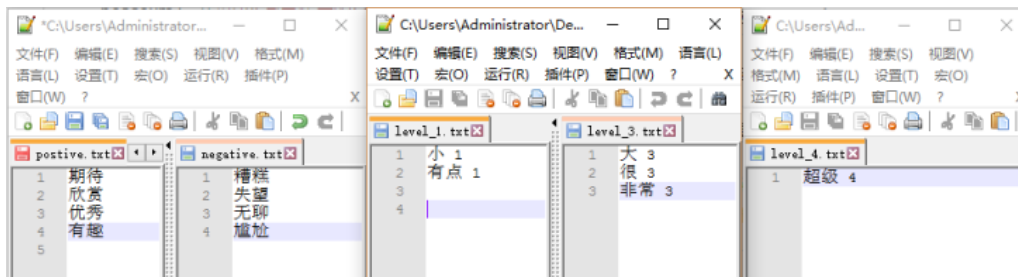 *C:\Users\Administrator...
文件(F) 编辑(E) 搜索(S) 视图(V) 格式(M)
语言(L) 设置(T) 宏(O) 运行(R) 插件(P)
窗口(W) ? X
postive.txt
1 期待
2 欣赏
3 优秀
4 有趣
5
negative.txt
1 糟糕
2 失望
3 无聊
4 尴尬
C:\Users\Administrator\De...
文件(F) 编辑(E) 搜索(S) 视图(V) 格式(M) 语言(L)
设置(T) 宏(O) 运行(R) 插件(P) 窗口(W) ? X
level_1.txt
1 小 1
2 有点 1
3
4
level_3.txt
1 大 3
2 很 3
3 非常 3
C:\Users\Ad...
文件(F) 编辑(E) 搜索(S) 视图(V)
格式(M) 语言(L) 设置(T) 宏(O)
运行(R) 插件(P) 窗口(W) ?
level_4.txt
1 超级 4